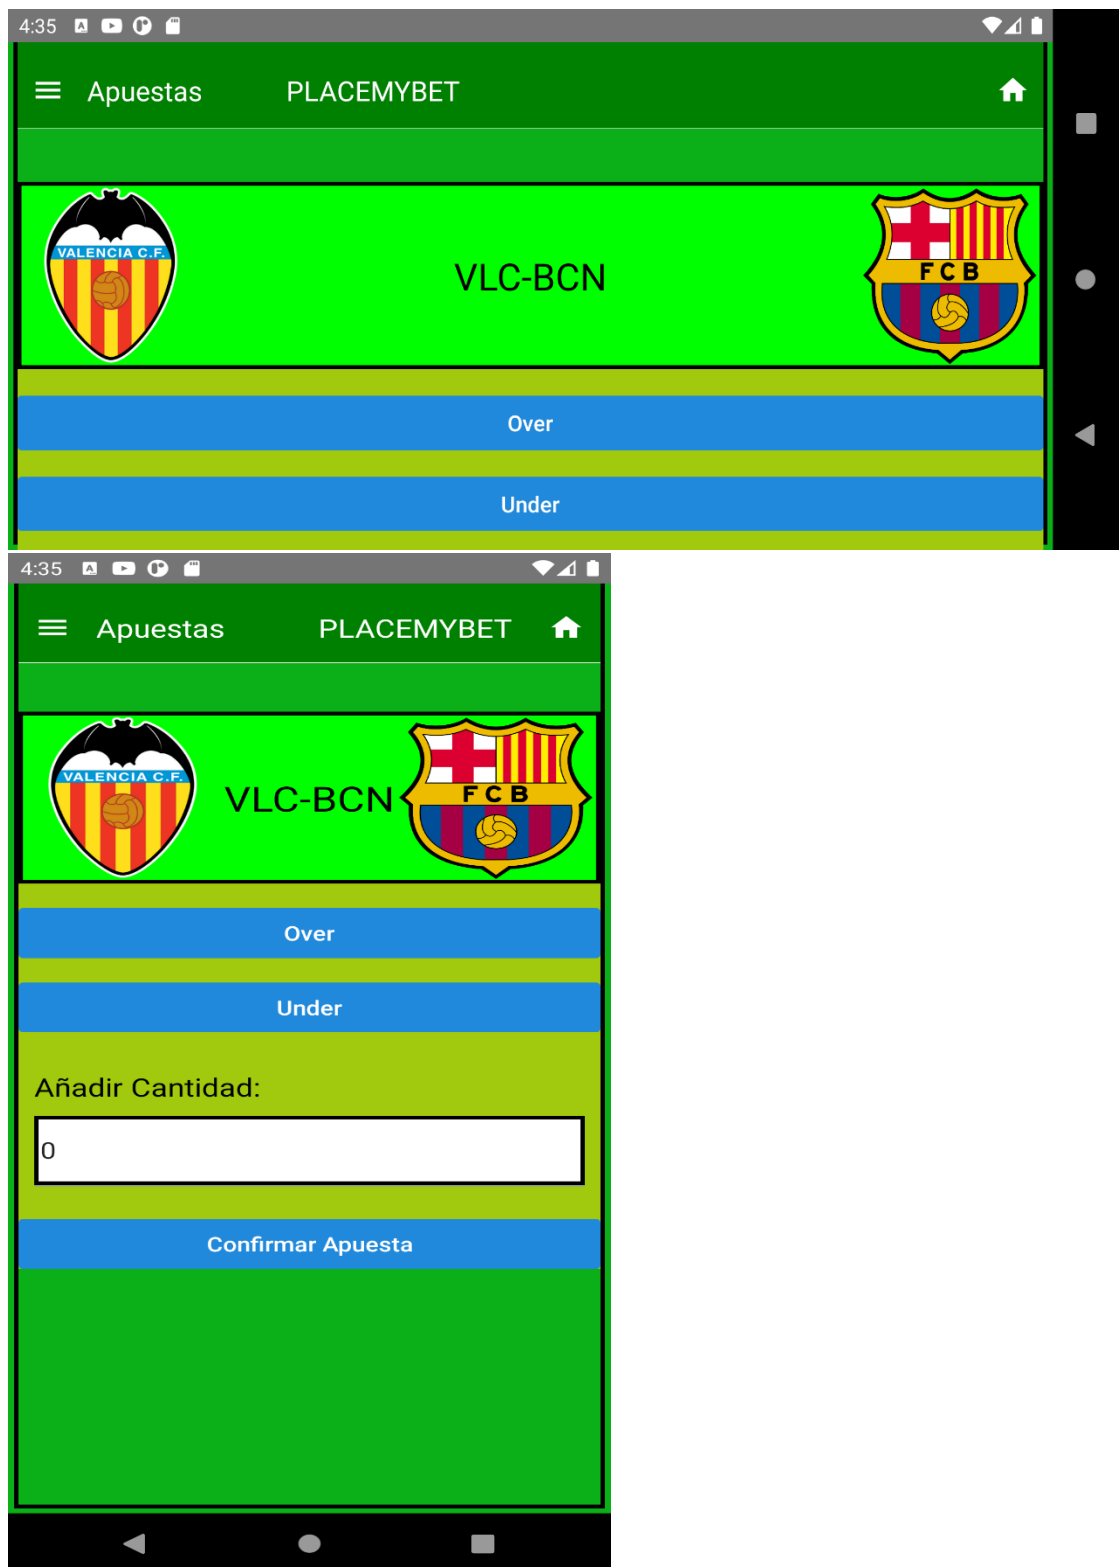 4:35
Apuestas PLACEMYBET
VALENCIA C.F.
VLC-BCN
FCB
Over
Under
4:35
Apuestas PLACEMYBET
VALENCIA C.F.
VLC-BCN
FCB
Over
Under
Añadir Cantidad:
0
Confirmar Apuesta